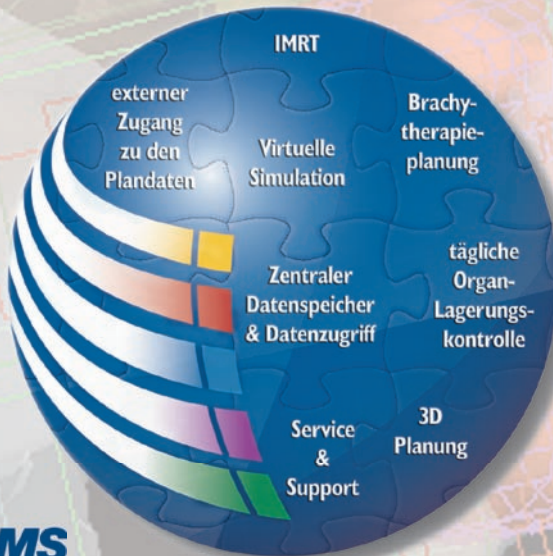 IMRT
externer
Zugang
zu den
Plandaten
Virtuelle
Simulation
Brachy-
therapie-
planung
Zentraler
Datenspeicher
& Datenzugriff
tägliche
Organ-
Lagerungs-
kontrolle
Service
&
Support
3D
Planung
MS